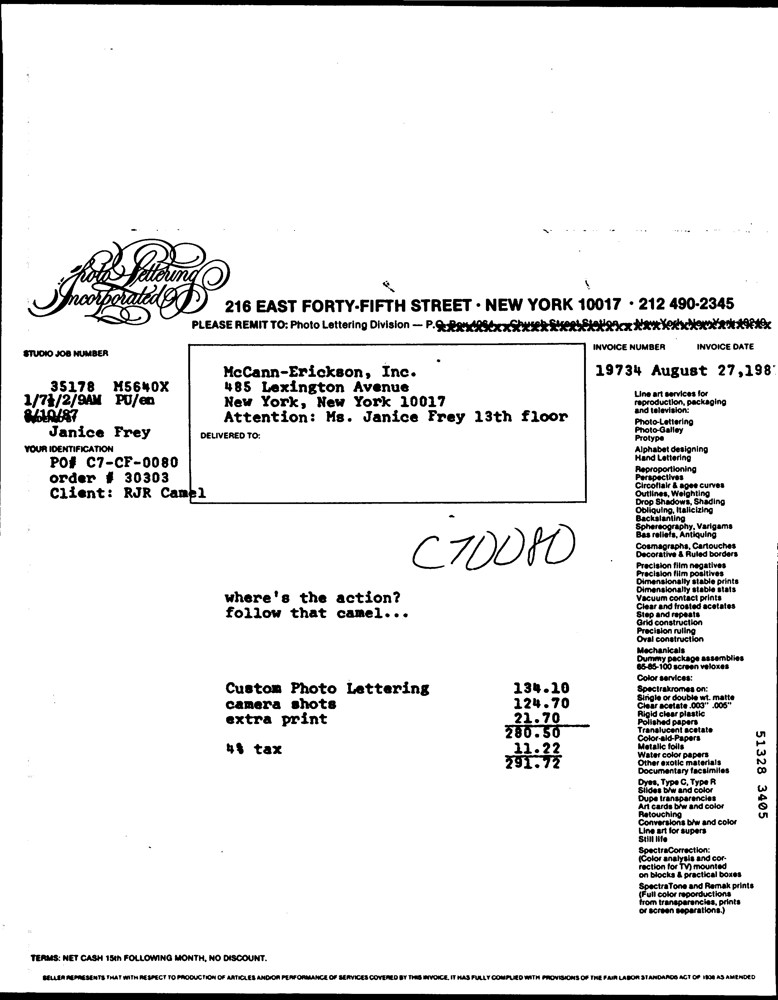 Photo-Lettering
Incorporated
216 EAST FORTY-FIFTH STREET · NEW YORK 10017 · 212 490-2345
PLEASE REMIT TO: Photo Lettering Division — P.O.
STUDIO JOB NUMBER
INVOICE NUMBER INVOICE DATE
35178 M5640X
1/7½/2/9AM PU/en
8/10/87
Janice Frey
YOUR IDENTIFICATION
PO# C7-CF-0080
order # 30303
Client: RJR Camel
McCann-Erickson, Inc.
485 Lexington Avenue
New York, New York 10017
Attention: Ms. Janice Frey 13th floor
DELIVERED TO:
19734 August 27,198
C70080
where's the action?
follow that camel...
Custom Photo Lettering 134.10
camera shots 124.70
extra print 21.70
280.50
4% tax 11.22
291.72
Line art services for
reproduction, packaging
and television:
Photo-Lettering
Photo-Galley
Protype
Alphabet designing
Hand Lettering
Reproportioning
Perspectives
Circoflair & agee curves
Outlines, Weighting
Drop Shadows, Shading
Obliquing, Italicizing
Backslanting
Sphereography, Varigams
Bas reliefs, Antiquing
Cosmagraphs, Cartouches
Decorative & Ruled borders
Precision film negatives
Precision film positives
Dimensionally stable prints
Dimensionally stable stats
Vacuum contact prints
Clear and frosted acetates
Step and repeats
Grid construction
Precision ruling
Oval construction
Mechanicals
Dummy package assemblies
65-85-100 screen veloxes
Color services:
Spectrakromes on:
Single or double wt. matte
Clear acetate .003" .005"
Rigid clear plastic
Polished papers
Translucent acetate
Color-aid-Papers
Metalic foils
Water color papers
Other exotic materials
Documentary facsimiles
Dyes, Type C, Type R
Slides b/w and color
Dupe transparencies
Art cards b/w and color
Retouching
Conversions b/w and color
Line art for supers
Still life
SpectraCorrection:
(Color analysis and cor-
rection for TV) mounted
on blocks & practical boxes
SpectraTone and Remak prints
(Full color reporductions
from transparencies, prints
or screen separations.)
51328 3405
TERMS: NET CASH 15th FOLLOWING MONTH, NO DISCOUNT.
SELLER REPRESENTS THAT WITH RESPECT TO PRODUCTION OF ARTICLES AND/OR PERFORMANCE OF SERVICES COVERED BY THIS INVOICE, IT HAS FULLY COMPLIED WITH PROVISIONS OF THE FAIR LABOR STANDARDS ACT OF 1938 AS AMENDED